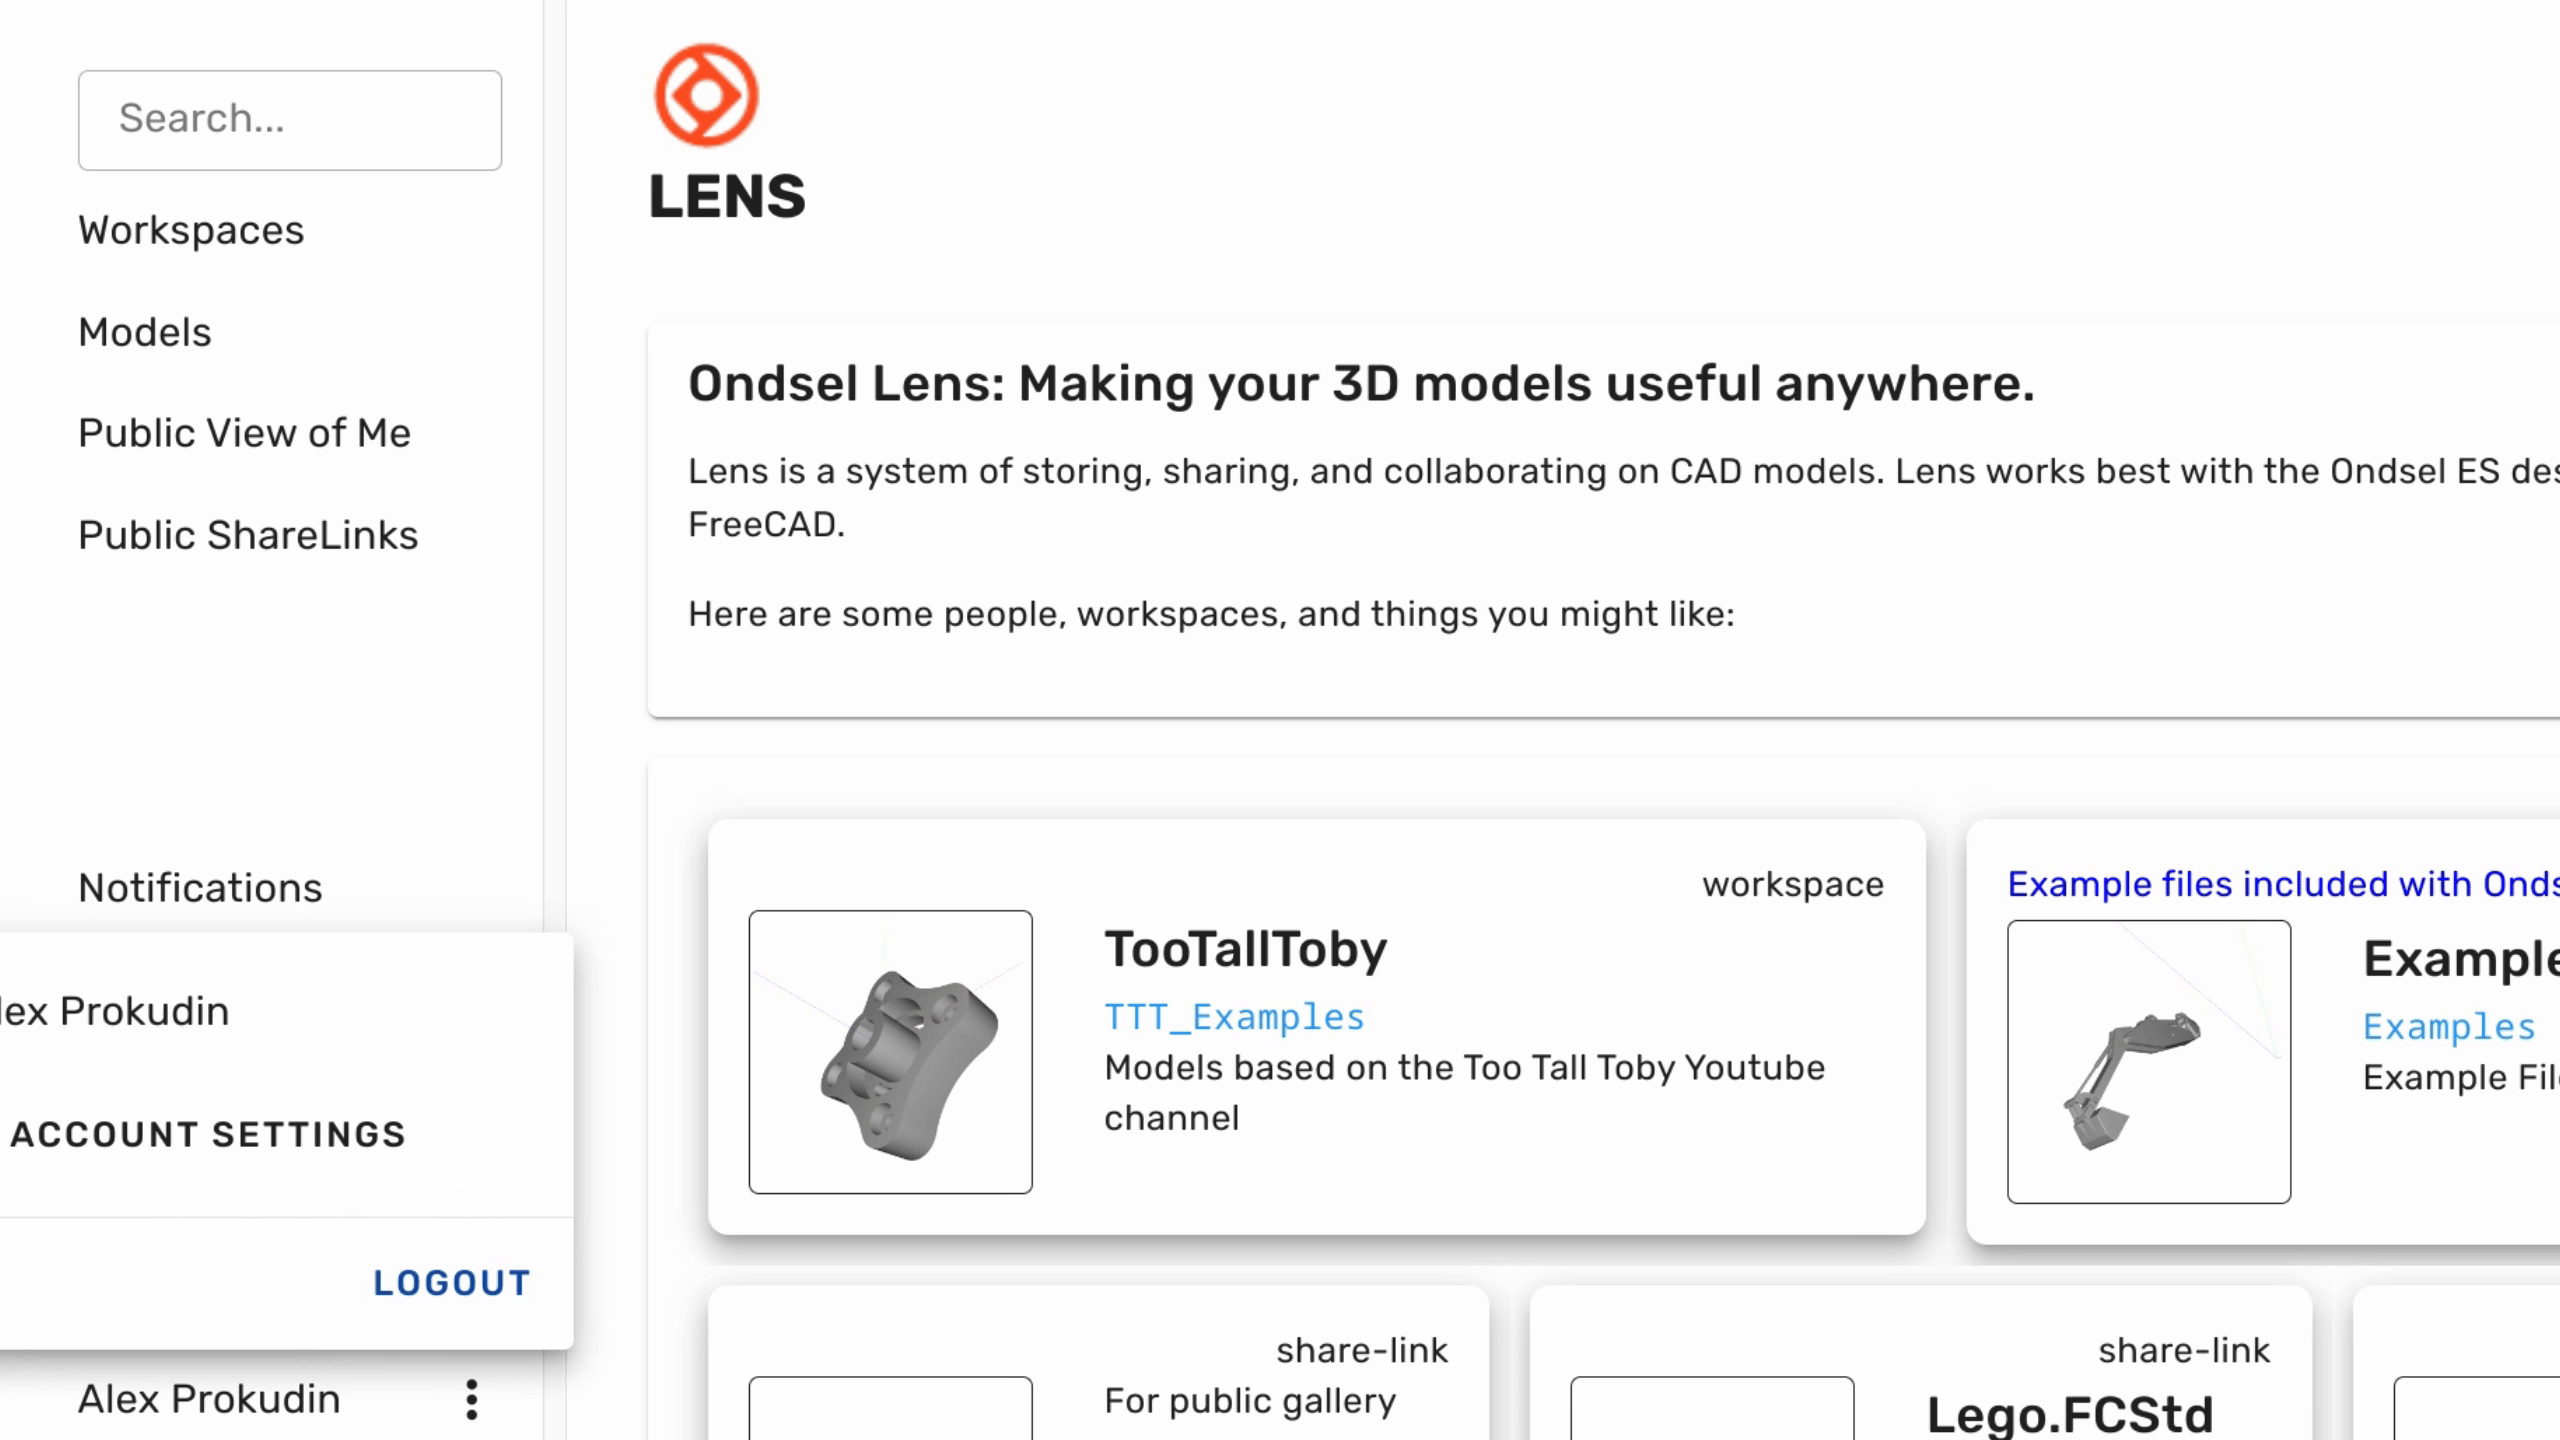 Search...
Workspaces
Models
Public View of Me
Public ShareLinks
Notifications
lex Prokudin
ACCOUNT SETTINGS
LOGOUT
Alex Prokudin
LENS
Ondsel Lens: Making your 3D models useful anywhere.
Lens is a system of storing, sharing, and collaborating on CAD models. Lens works best with the Ondsel ES des
FreeCAD.
Here are some people, workspaces, and things you might like:
workspace
TooTallToby
TTT_Examples
Models based on the Too Tall Toby Youtube
channel
Example files included with Onds
Example
Examples
Example Fil
share-link
For public gallery
share-link
Lego.FCStd